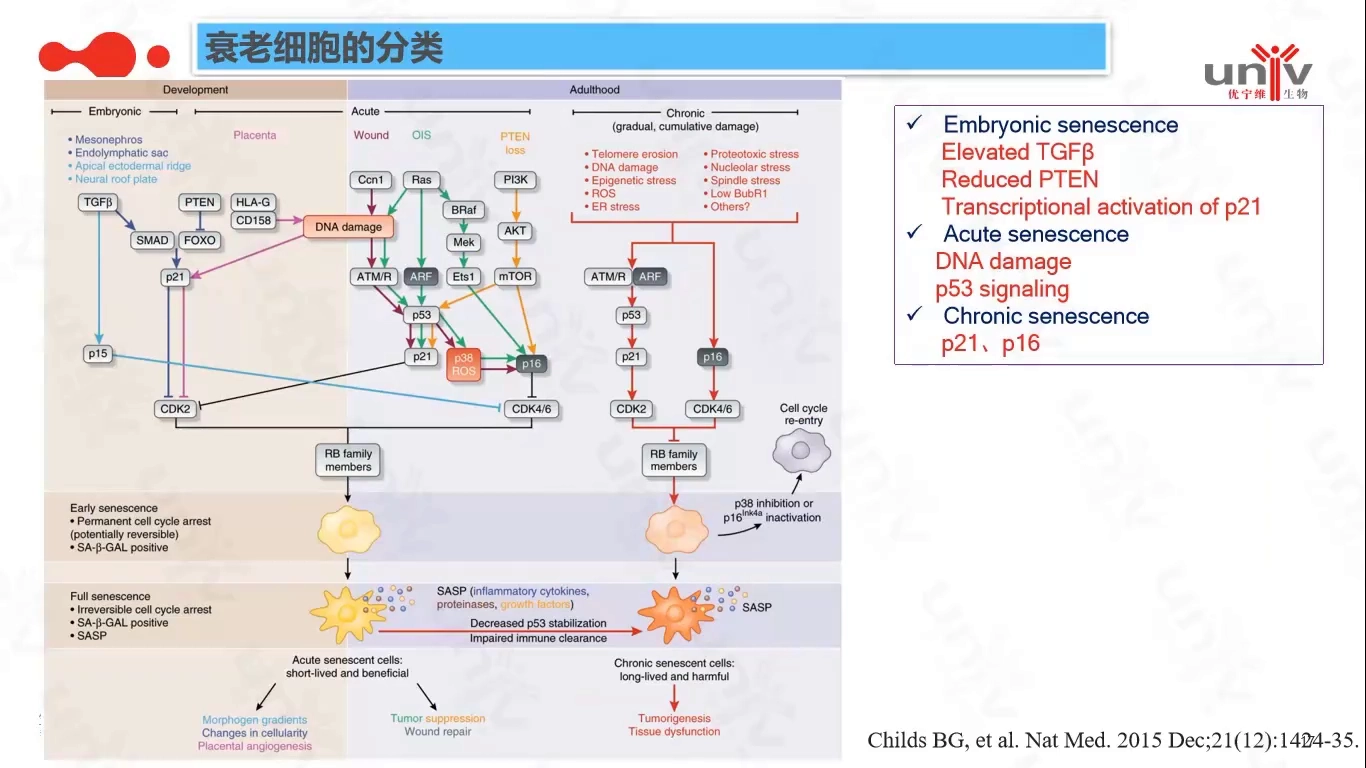 衰老细胞的分类
univ
优宁维生物
Development
Adulthood
Embryonic
Acute
Chronic
(gradual, cumulative damage)
• Mesonephros
• Endolymphatic sac
• Apical ectodermal ridge
• Neural roof plate
Placenta
Wound
OIS
PTEN
loss
• Telomere erosion
• DNA damage
• Epigenetic stress
• ROS
• ER stress
• Proteotoxic stress
• Nucleolar stress
• Spindle stress
• Low BubR1
• Others?
TGFβ
PTEN
HLA-G
CD158
Ccn1
Ras
PI3K
BRaf
DNA damage
AKT
SMAD
FOXO
Mek
p21
ATM/R
ARF
Ets1
mTOR
ATM/R
ARF
p53
p53
p15
p21
p38
ROS
p16
p21
p16
CDK2
CDK4/6
CDK2
CDK4/6
Cell cycle
re-entry
RB family
members
RB family
members
Early senescence
• Permanent cell cycle arrest
(potentially reversible)
• SA-β-GAL positive
p38 inhibition or
p16Ink4a inactivation
Full senescence
• Irreversible cell cycle arrest
• SA-β-GAL positive
• SASP
SASP (inflammatory cytokines,
proteinases, growth factors)
Decreased p53 stabilization
Impaired immune clearance
SASP
Acute senescent cells:
short-lived and beneficial
Chronic senescent cells:
long-lived and harmful
Morphogen gradients
Changes in cellularity
Placental angiogenesis
Tumor suppression
Wound repair
Tumorigenesis
Tissue dysfunction
✓ Embryonic senescence
Elevated TGFβ
Reduced PTEN
Transcriptional activation of p21
✓ Acute senescence
DNA damage
p53 signaling
✓ Chronic senescence
p21、p16
Childs BG, et al. Nat Med. 2015 Dec;21(12):1424-35.